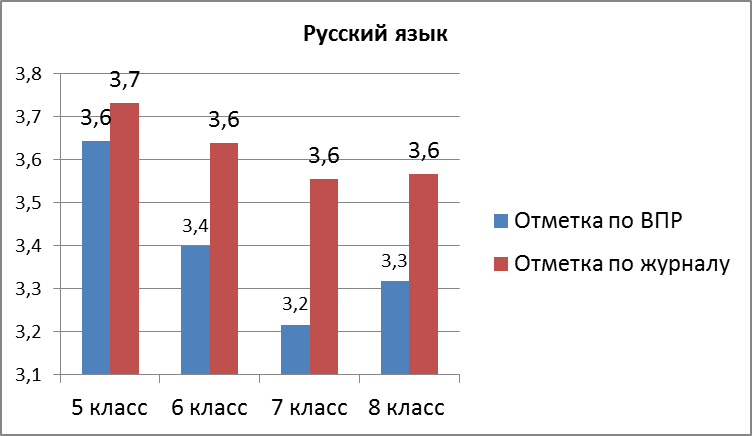 Русский язык
3,8
3,7
3,6
3,5
3,4
3,3
3,2
3,1
3,6
3,7
3,4
3,6
3,2
3,6
3,3
3,6
5 класс
6 класс
7 класс
8 класс
Отметка по ВПР
Отметка по журналу